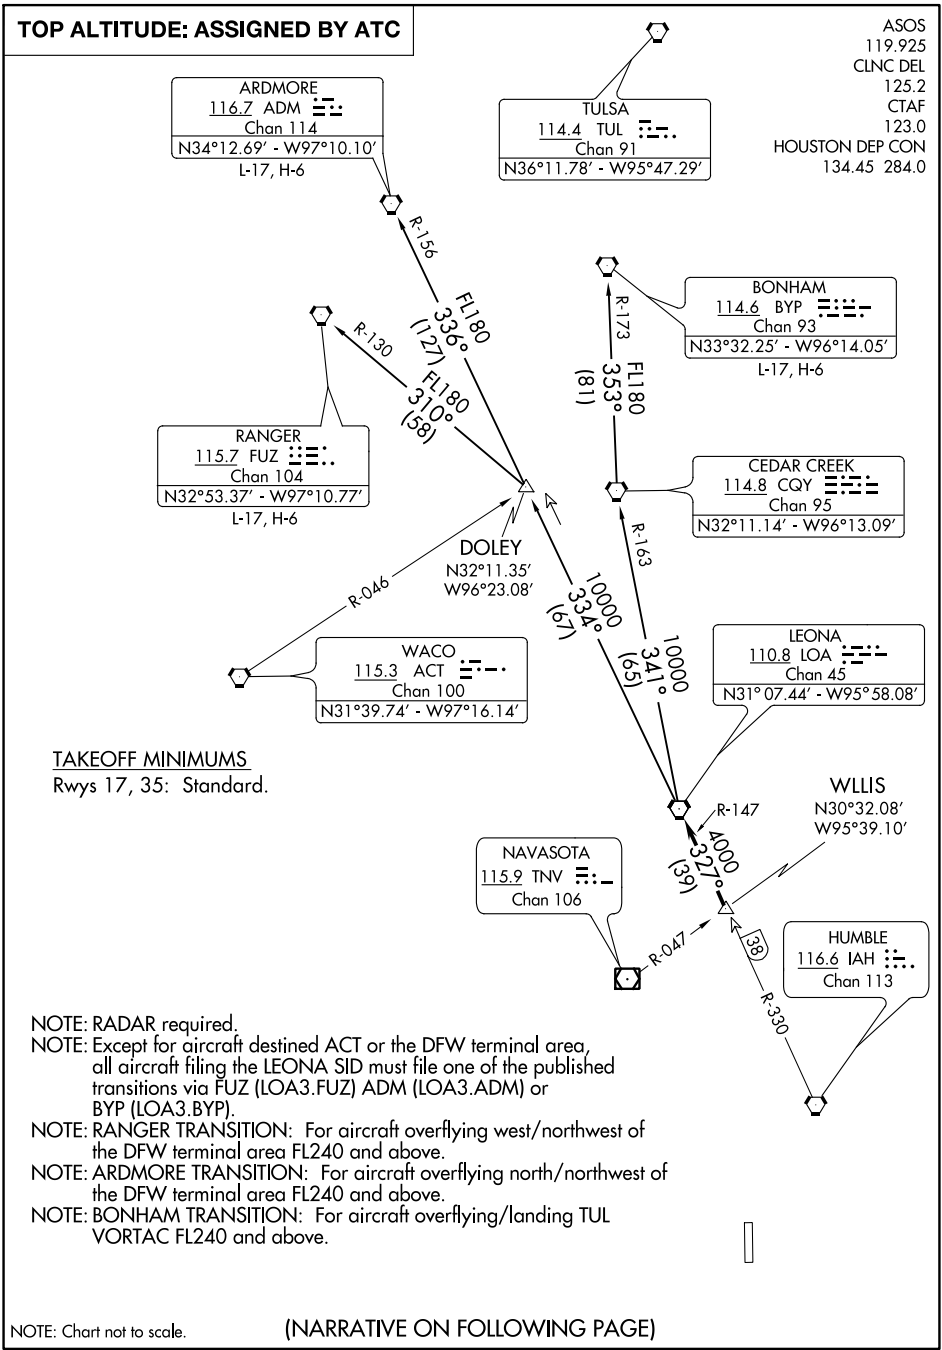 TOP ALTITUDE: ASSIGNED BY ATC
ASOS
119.925
CLNC DEL
125.2
CTAF
123.0
HOUSTON DEP CON
134.45 284.0
ARDMORE
116.7 ADM
Chan 114
N34°12.69' - W97°10.10'
L-17, H-6
TULSA
114.4 TUL
Chan 91
N36°11.78' - W95°47.29'
R-156
FL180
336°
(127)
BONHAM
114.6 BYP
Chan 93
N33°32.25' - W96°14.05'
L-17, H-6
R-173
FL180
353°
(81)
R-130
FL180
310°
(58)
RANGER
115.7 FUZ
Chan 104
N32°53.37' - W97°10.77'
L-17, H-6
CEDAR CREEK
114.8 CQY
Chan 95
N32°11.14' - W96°13.09'
DOLEY
N32°11.35'
W96°23.08'
R-046
R-163
10000
334°
(67)
10000
341°
(65)
WACO
115.3 ACT
Chan 100
N31°39.74' - W97°16.14'
LEONA
110.8 LOA
Chan 45
N31°07.44' - W95°58.08'
TAKEOFF MINIMUMS
Rwys 17, 35: Standard.
WLLIS
N30°32.08'
W95°39.10'
R-147
4000
327°
(39)
NAVASOTA
115.9 TNV
Chan 106
R-047
38
R-330
HUMBLE
116.6 IAH
Chan 113
NOTE: RADAR required.
NOTE: Except for aircraft destined ACT or the DFW terminal area,
all aircraft filing the LEONA SID must file one of the published
transitions via FUZ (LOA3.FUZ) ADM (LOA3.ADM) or
BYP (LOA3.BYP).
NOTE: RANGER TRANSITION: For aircraft overflying west/northwest of
the DFW terminal area FL240 and above.
NOTE: ARDMORE TRANSITION: For aircraft overflying north/northwest of
the DFW terminal area FL240 and above.
NOTE: BONHAM TRANSITION: For aircraft overflying/landing TUL
VORTAC FL240 and above.
NOTE: Chart not to scale.
(NARRATIVE ON FOLLOWING PAGE)